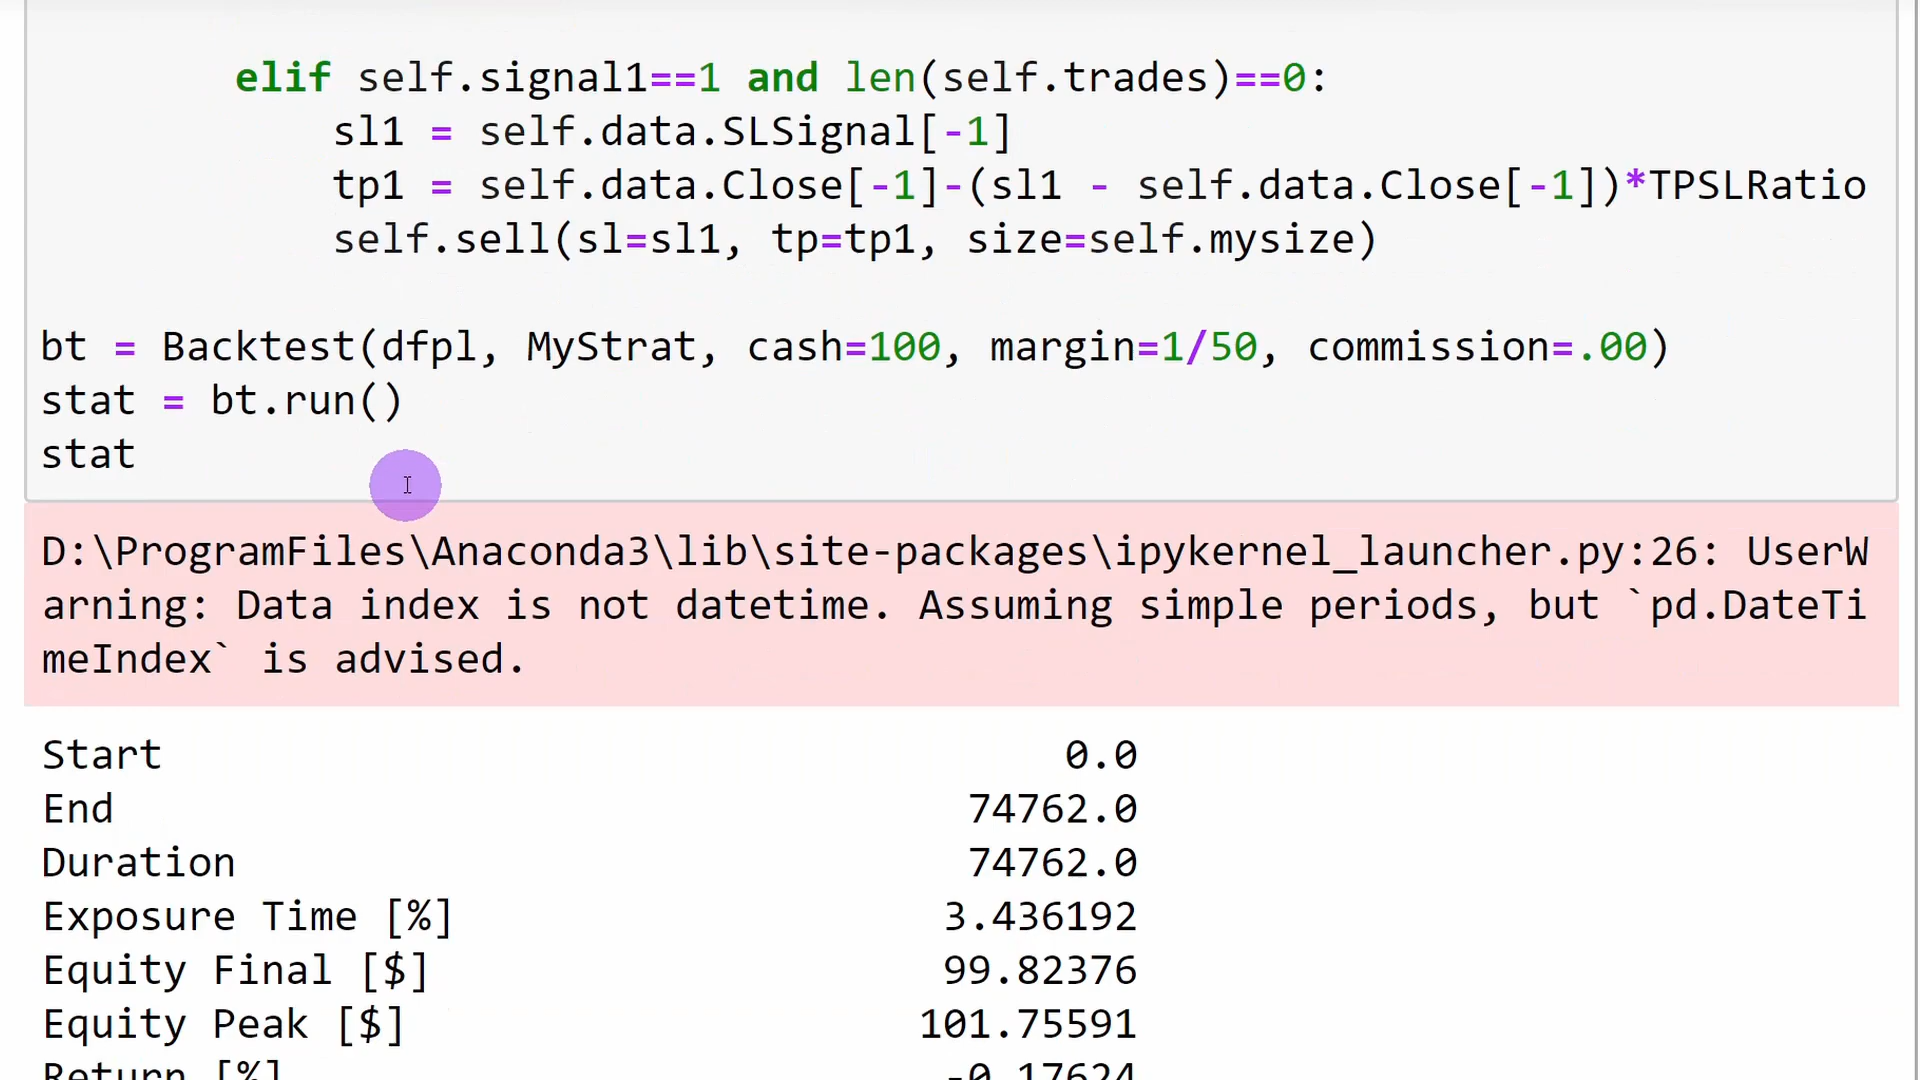 elif self.signal1==1 and len(self.trades)==0:
sl1 = self.data.SLSignal[-1]
tp1 = self.data.Close[-1]-(sl1 - self.data.Close[-1])*TPSLRatio
self.sell(sl=sl1, tp=tp1, size=self.mysize)
bt = Backtest(dfpl, MyStrat, cash=100, margin=1/50, commission=.00)
stat = bt.run()
stat
D:\ProgramFiles\Anaconda3\lib\site-packages\ipykernel_launcher.py:26: UserW
arning: Data index is not datetime. Assuming simple periods, but `pd.DateTi
meIndex` is advised.
Start 0.0
End 74762.0
Duration 74762.0
Exposure Time [%] 3.436192
Equity Final [$] 99.82376
Equity Peak [$] 101.75591
Return [%] -0.17624